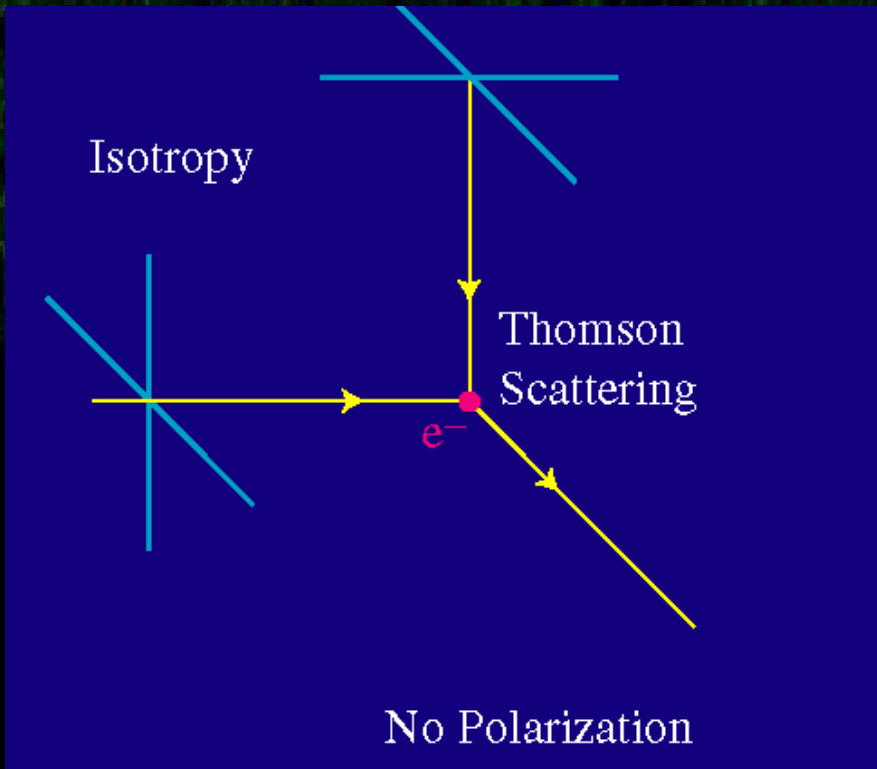 Isotropy
Thomson
Scattering
e⁻
No Polarization